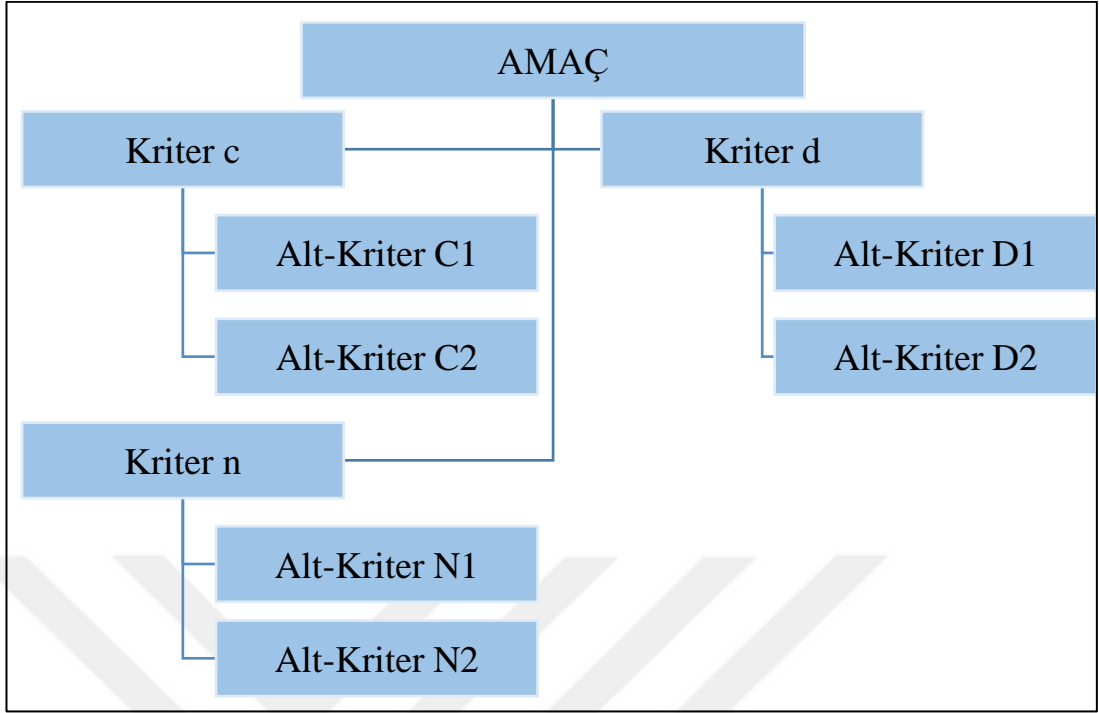 AMAÇ
Kriter c
Kriter d
Alt-Kriter C1
Alt-Kriter D1
Alt-Kriter C2
Alt-Kriter D2
Kriter n
Alt-Kriter N1
Alt-Kriter N2